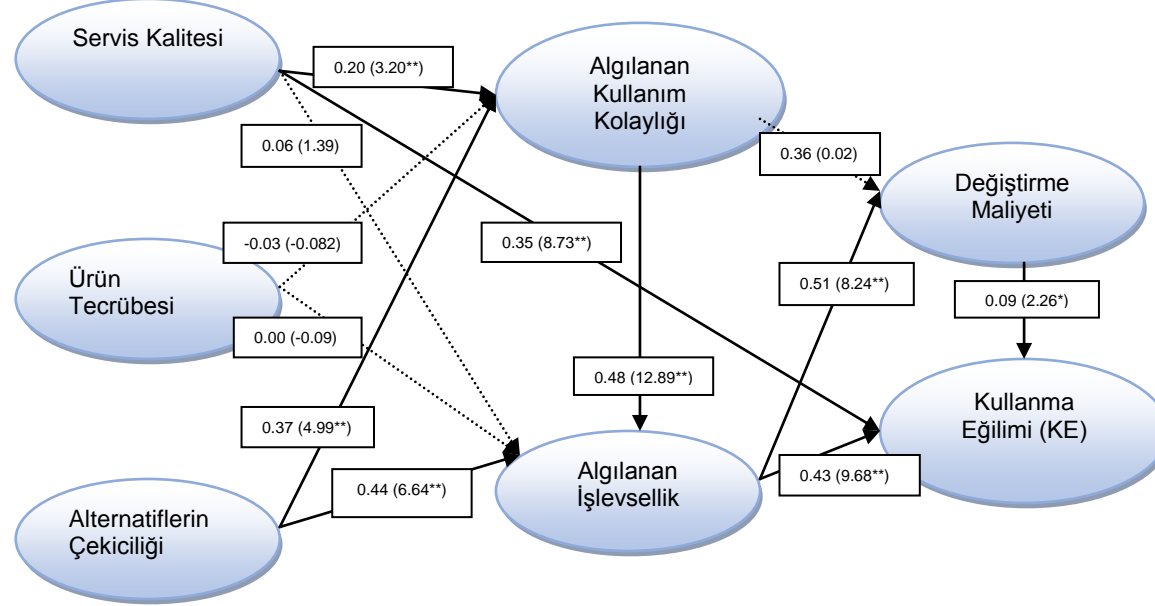 Servis Kalitesi
0.20 (3.20**)
Algılanan
Kullanım
Kolaylığı
0.06 (1.39)
0.36 (0.02)
Değiştirme
Maliyeti
-0.03 (-0.082)
0.35 (8.73**)
Ürün
Tecrübesi
0.51 (8.24**)
0.09 (2.26*)
0.00 (-0.09)
0.48 (12.89**)
Kullanma
Eğilimi (KE)
0.37 (4.99**)
0.44 (6.64**)
Algılanan
İşlevsellik
0.43 (9.68**)
Alternatiflerin
Çekiciliği